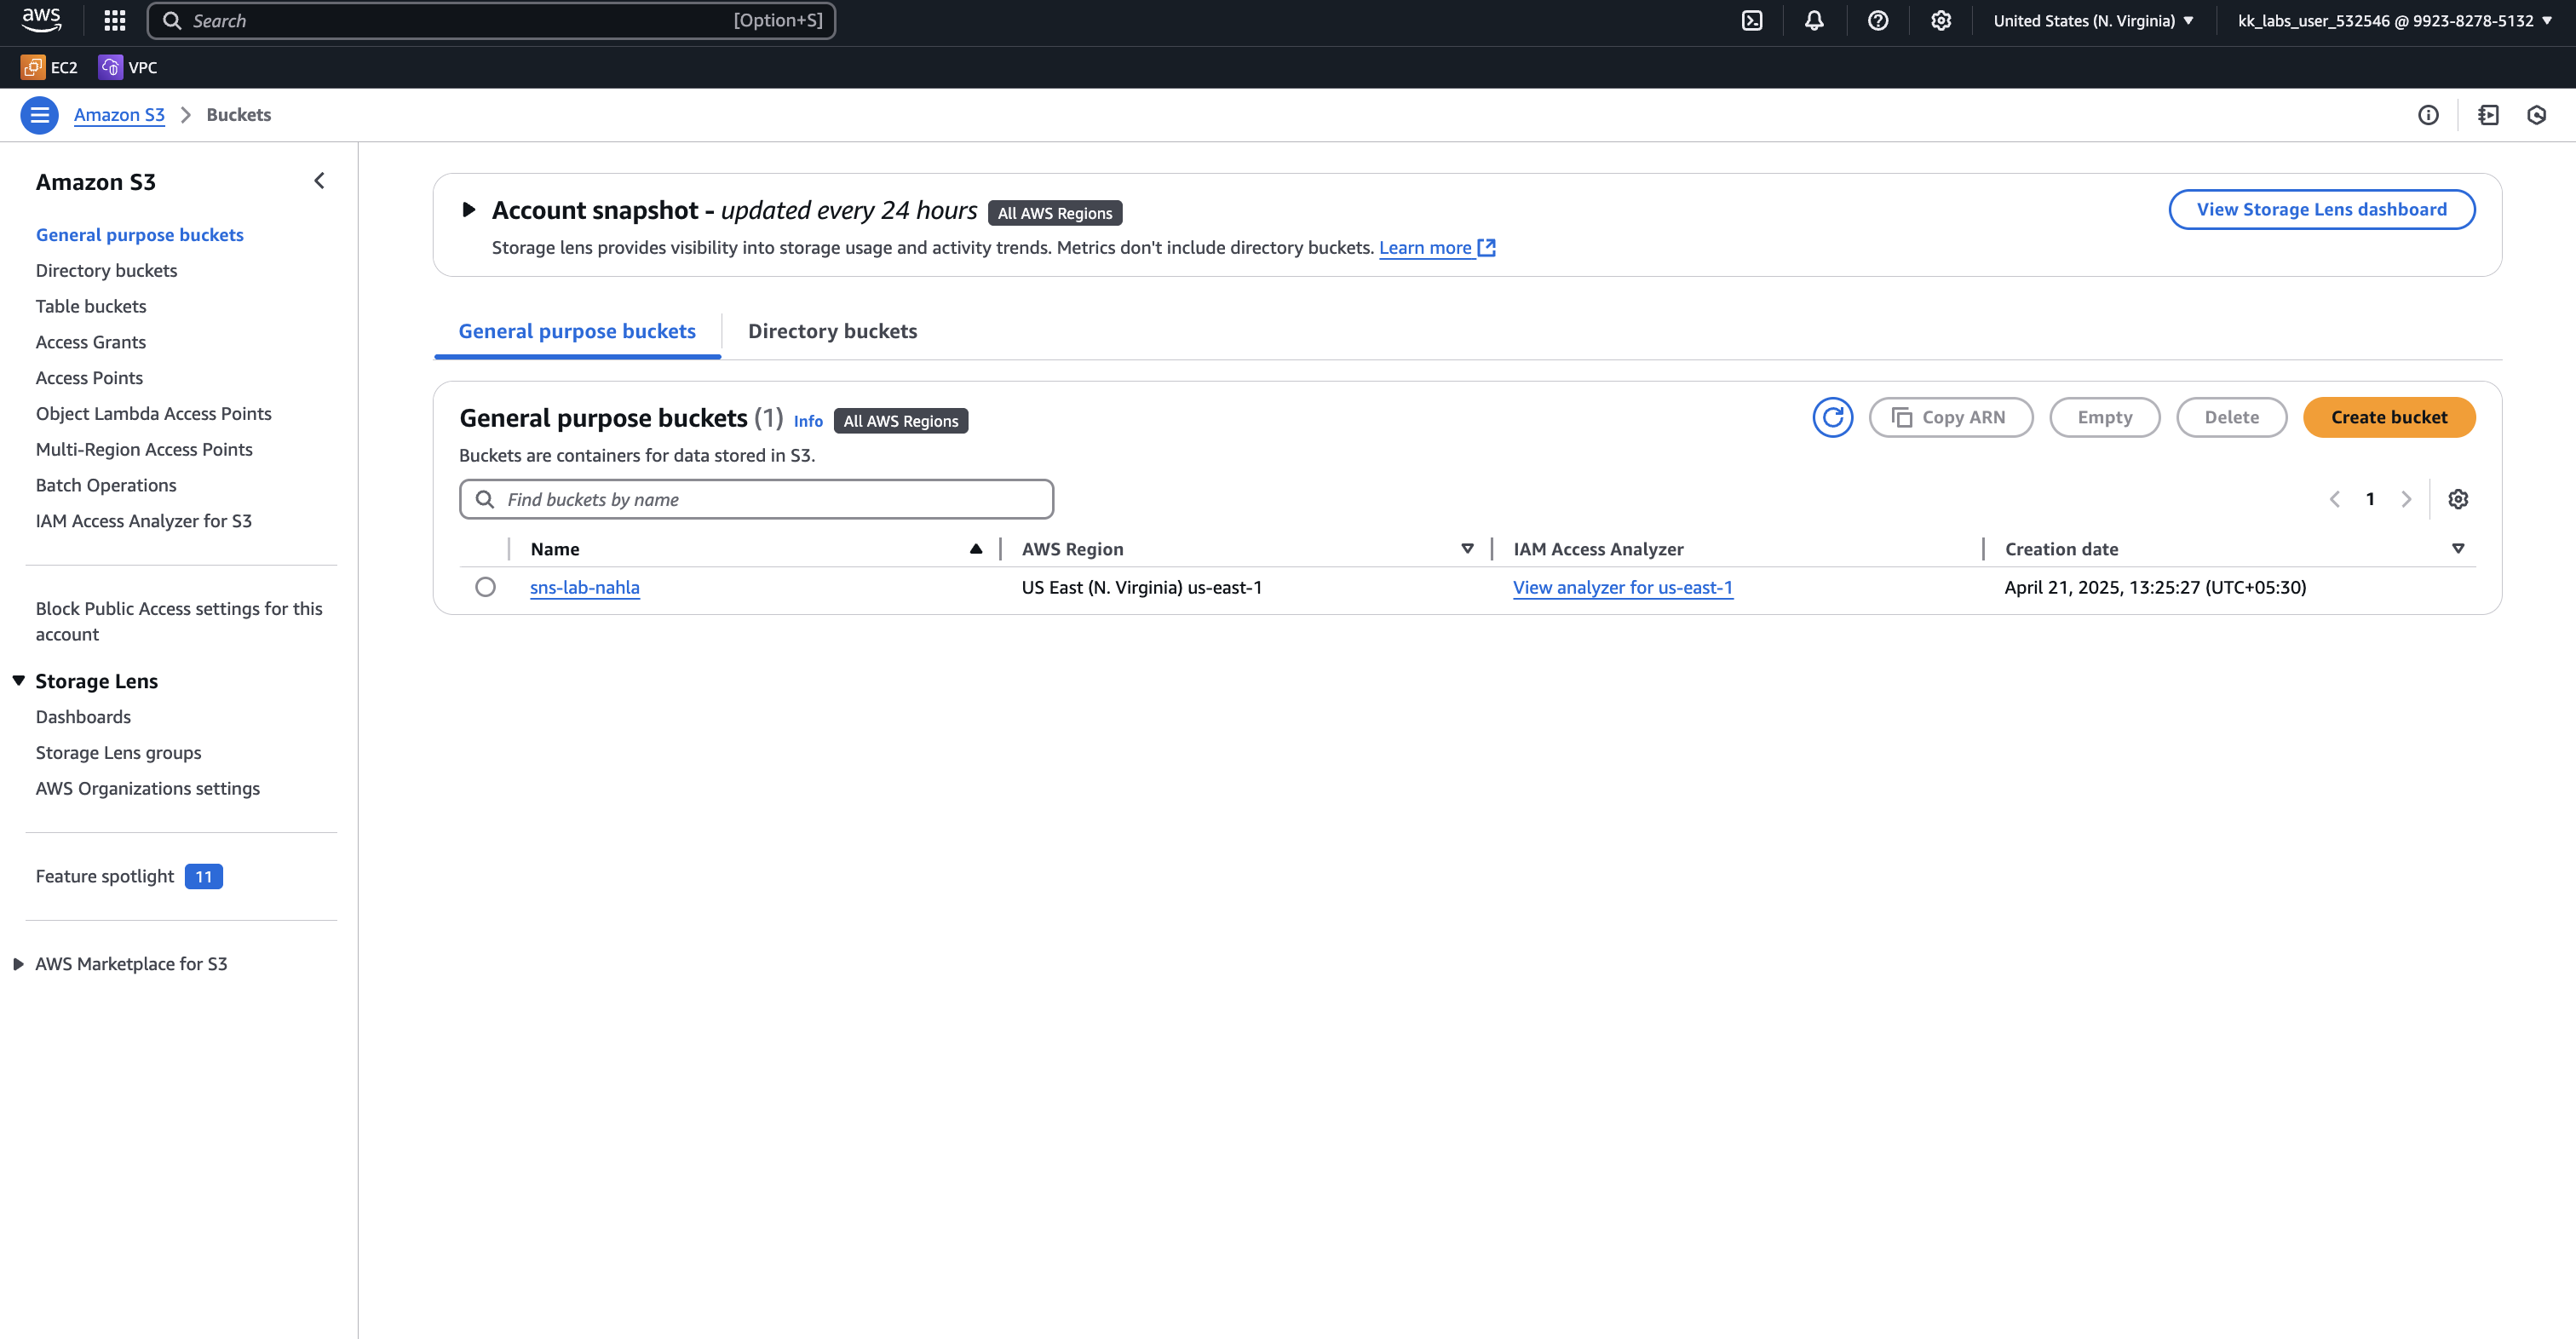 aws
Search [Option+S]
United States (N. Virginia)
kk_labs_user_532546 @ 9923-8278-5132
EC2
VPC
Amazon S3
Buckets
Amazon S3
General purpose buckets
Directory buckets
Table buckets
Access Grants
Access Points
Object Lambda Access Points
Multi-Region Access Points
Batch Operations
IAM Access Analyzer for S3
Block Public Access settings for this
account
Storage Lens
Dashboards
Storage Lens groups
AWS Organizations settings
Feature spotlight 11
AWS Marketplace for S3
Account snapshot - updated every 24 hours All AWS Regions
View Storage Lens dashboard
Storage lens provides visibility into storage usage and activity trends. Metrics don't include directory buckets. Learn more
General purpose buckets
Directory buckets
General purpose buckets (1) Info All AWS Regions
Copy ARN
Empty
Delete
Create bucket
Buckets are containers for data stored in S3.
Find buckets by name
1
Name AWS Region IAM Access Analyzer Creation date
sns-lab-nahla US East (N. Virginia) us-east-1 View analyzer for us-east-1 April 21, 2025, 13:25:27 (UTC+05:30)